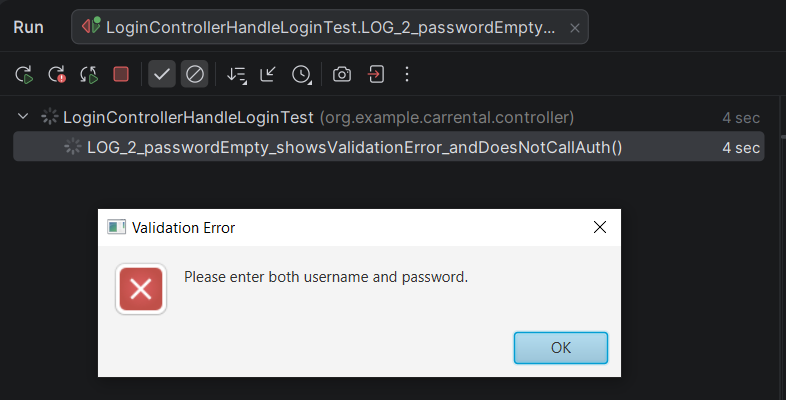 Run
LoginControllerHandleLoginTest.LOG_2_passwordEmpty...
LoginControllerHandleLoginTest (org.example.carrental.controller) 4 sec
LOG_2_passwordEmpty_showsValidationError_andDoesNotCallAuth() 4 sec
Validation Error
Please enter both username and password.
OK